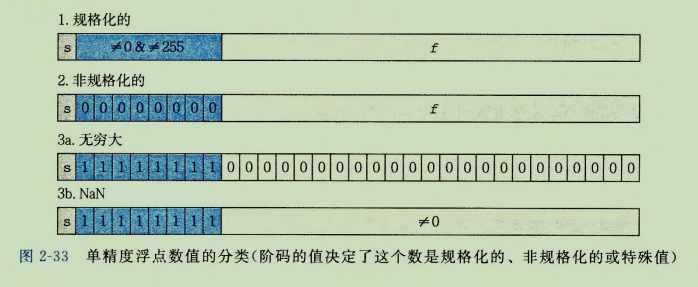 1. 规格化的
s ≠0 & ≠255 f
2. 非规格化的
s 0 0 0 0 0 0 0 0 f
3a. 无穷大
s 1 1 1 1 1 1 1 1 0 0 0 0 0 0 0 0 0 0 0 0 0 0 0 0 0 0 0 0 0 0 0
3b. NaN
s 1 1 1 1 1 1 1 1 ≠0
图 2-33 单精度浮点数值的分类(阶码的值决定了这个数是规格化的、非规格化的或特殊值)